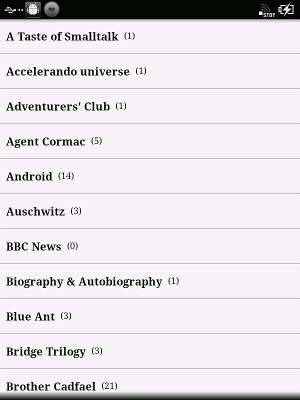 STBY
A Taste of Smalltalk (1)
Accelerando universe (1)
Adventurers' Club (1)
Agent Cormac (5)
Android (14)
Auschwitz (3)
BBC News (0)
Biography & Autobiography (1)
Blue Ant (3)
Bridge Trilogy (3)
Brother Cadfael (21)